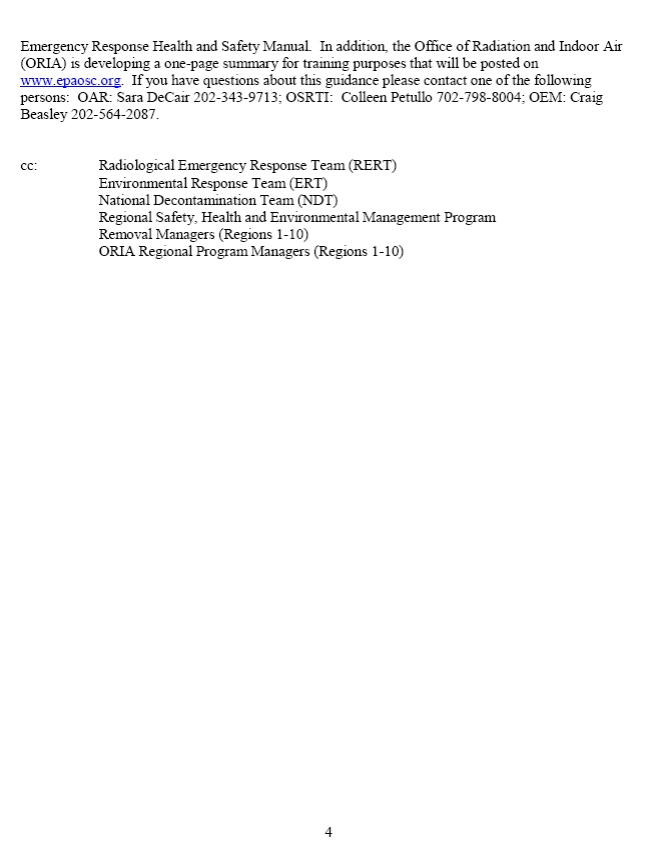 Emergency Response Health and Safety Manual.  In addition, the Office of Radiation and Indoor Air
(ORIA) is developing a one-page summary for training purposes that will be posted on
www.epaosc.org.  If you have questions about this guidance please contact one of the following
persons:  OAR: Sara DeCair 202-343-9713; OSRTI:  Colleen Petullo 702-798-8004; OEM: Craig
Beasley 202-564-2087.
cc: Radiological Emergency Response Team (RERT)
Environmental Response Team (ERT)
National Decontamination Team (NDT)
Regional Safety, Health and Environmental Management Program
Removal Managers (Regions 1-10)
ORIA Regional Program Managers (Regions 1-10)
4